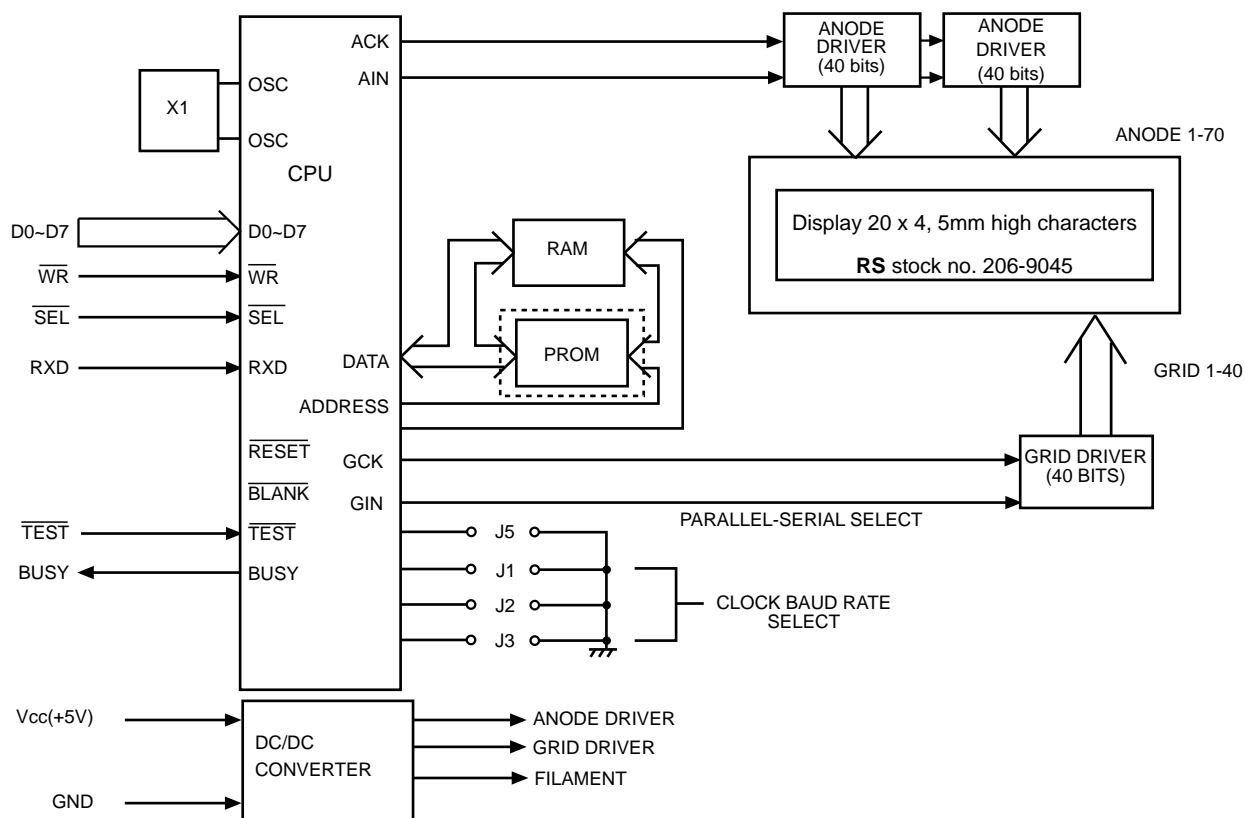 ACK
AIN
ANODE
DRIVER
(40 bits)
ANODE
DRIVER
(40 bits)
X1
OSC
OSC
CPU
ANODE 1-70
D0~D7
D0~D7
WR
WR
SEL
SEL
RXD
RXD
RAM
PROM
DATA
ADDRESS
Display 20 x 4, 5mm high characters
RS stock no. 206-9045
GRID 1-40
RESET
BLANK
GCK
GIN
GRID DRIVER
(40 BITS)
PARALLEL-SERIAL SELECT
TEST
TEST
BUSY
BUSY
J5
J1
J2
J3
CLOCK BAUD RATE
SELECT
Vcc(+5V)
GND
DC/DC
CONVERTER
ANODE DRIVER
GRID DRIVER
FILAMENT